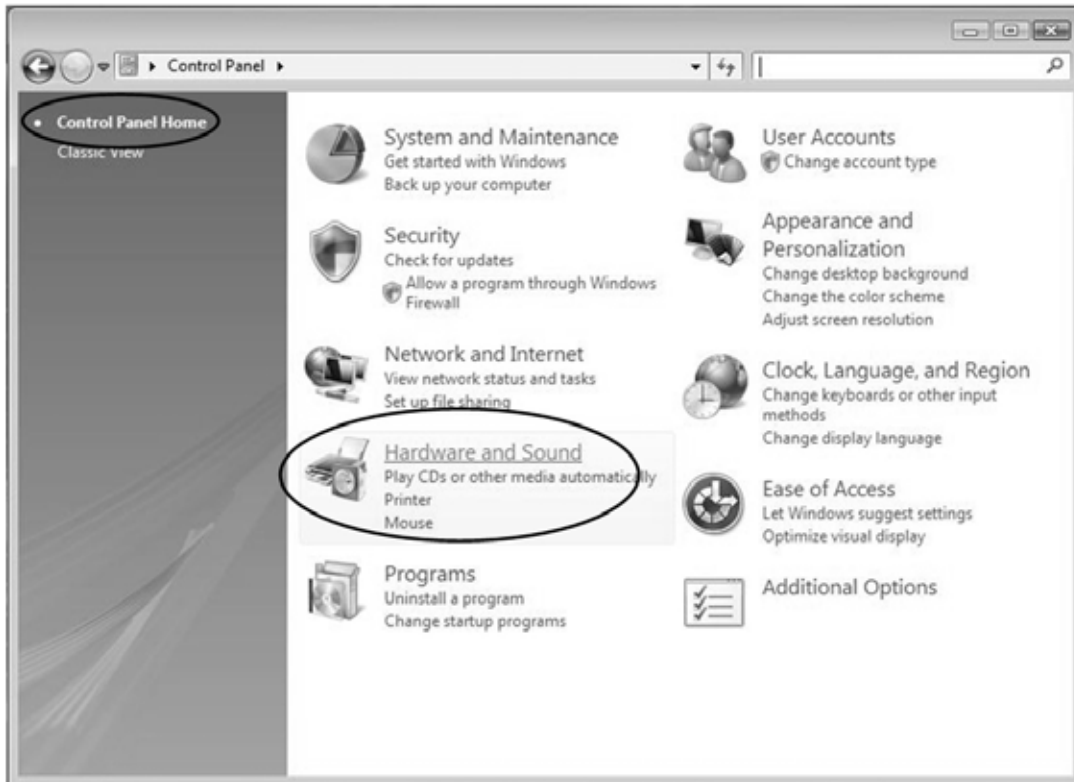 Control Panel
Control Panel Home
Classic View
System and Maintenance
Get started with Windows
Back up your computer
Security
Check for updates
Allow a program through Windows
Firewall
Network and Internet
View network status and tasks
Set up file sharing
Hardware and Sound
Play CDs or other media automatically
Printer
Mouse
Programs
Uninstall a program
Change startup programs
User Accounts
Change account type
Appearance and
Personalization
Change desktop background
Change the color scheme
Adjust screen resolution
Clock, Language, and Region
Change keyboards or other input
methods
Change display language
Ease of Access
Let Windows suggest settings
Optimize visual display
Additional Options